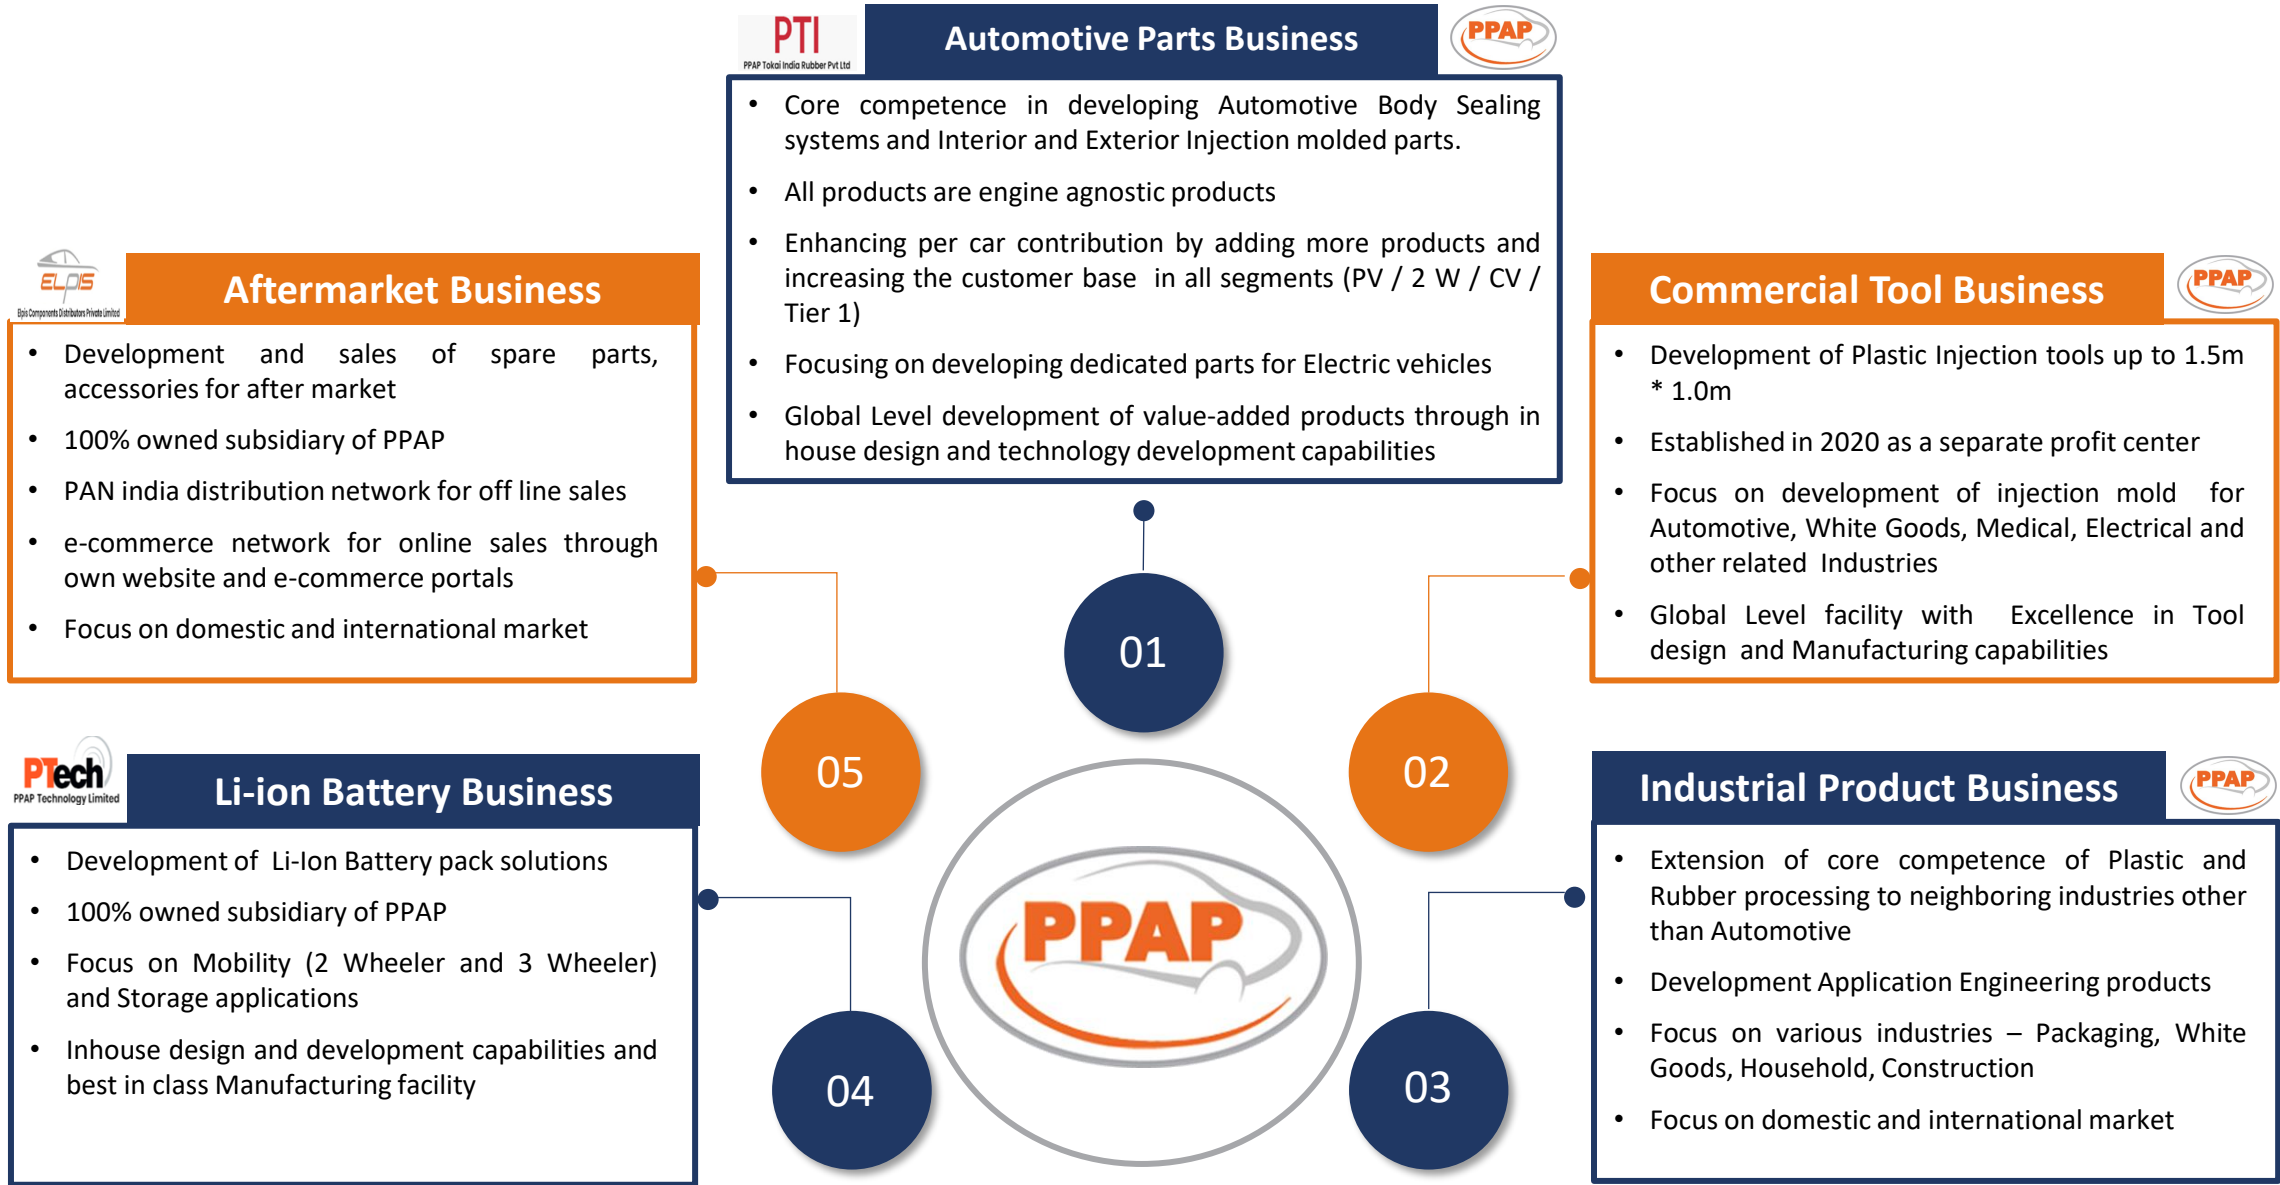 PTI
PPAP Tokai India Rubber Pvt Ltd
Automotive Parts Business
PPAP
• Core competence in developing Automotive Body Sealing
systems and Interior and Exterior Injection molded parts.
• All products are engine agnostic products
• Enhancing per car contribution by adding more products and
increasing the customer base in all segments (PV / 2 W / CV /
Tier 1)
• Focusing on developing dedicated parts for Electric vehicles
• Global Level development of value-added products through in
house design and technology development capabilities
ELPIS
Elpis Components Distributors Private Limited
Aftermarket Business
• Development and sales of spare parts,
accessories for after market
• 100% owned subsidiary of PPAP
• PAN india distribution network for off line sales
• e-commerce network for online sales through
own website and e-commerce portals
• Focus on domestic and international market
Commercial Tool Business
PPAP
• Development of Plastic Injection tools up to 1.5m
* 1.0m
• Established in 2020 as a separate profit center
• Focus on development of injection mold for
Automotive, White Goods, Medical, Electrical and
other related Industries
• Global Level facility with Excellence in Tool
design and Manufacturing capabilities
01
05
02
PTech
PPAP Technology Limited
Li-ion Battery Business
• Development of Li-Ion Battery pack solutions
• 100% owned subsidiary of PPAP
• Focus on Mobility (2 Wheeler and 3 Wheeler)
and Storage applications
• Inhouse design and development capabilities and
best in class Manufacturing facility
PPAP
04
03
Industrial Product Business
PPAP
• Extension of core competence of Plastic and
Rubber processing to neighboring industries other
than Automotive
• Development Application Engineering products
• Focus on various industries – Packaging, White
Goods, Household, Construction
• Focus on domestic and international market